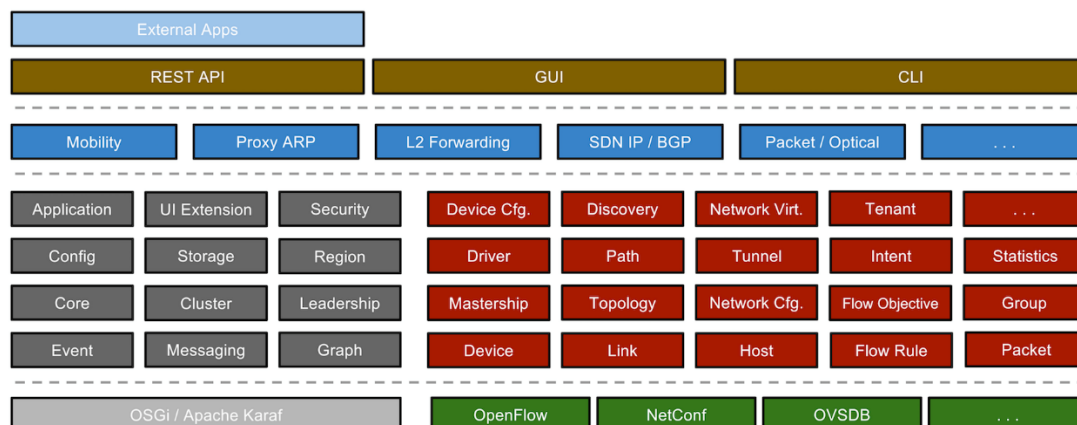 External Apps
REST API GUI CLI
Mobility Proxy ARP L2 Forwarding SDN IP / BGP Packet / Optical . . .
Application UI Extension Security Device Cfg. Discovery Network Virt. Tenant . . .
Config Storage Region Driver Path Tunnel Intent Statistics
Core Cluster Leadership Mastership Topology Network Cfg. Flow Objective Group
Event Messaging Graph Device Link Host Flow Rule Packet
OSGi / Apache Karaf OpenFlow NetConf OVSDB . . .